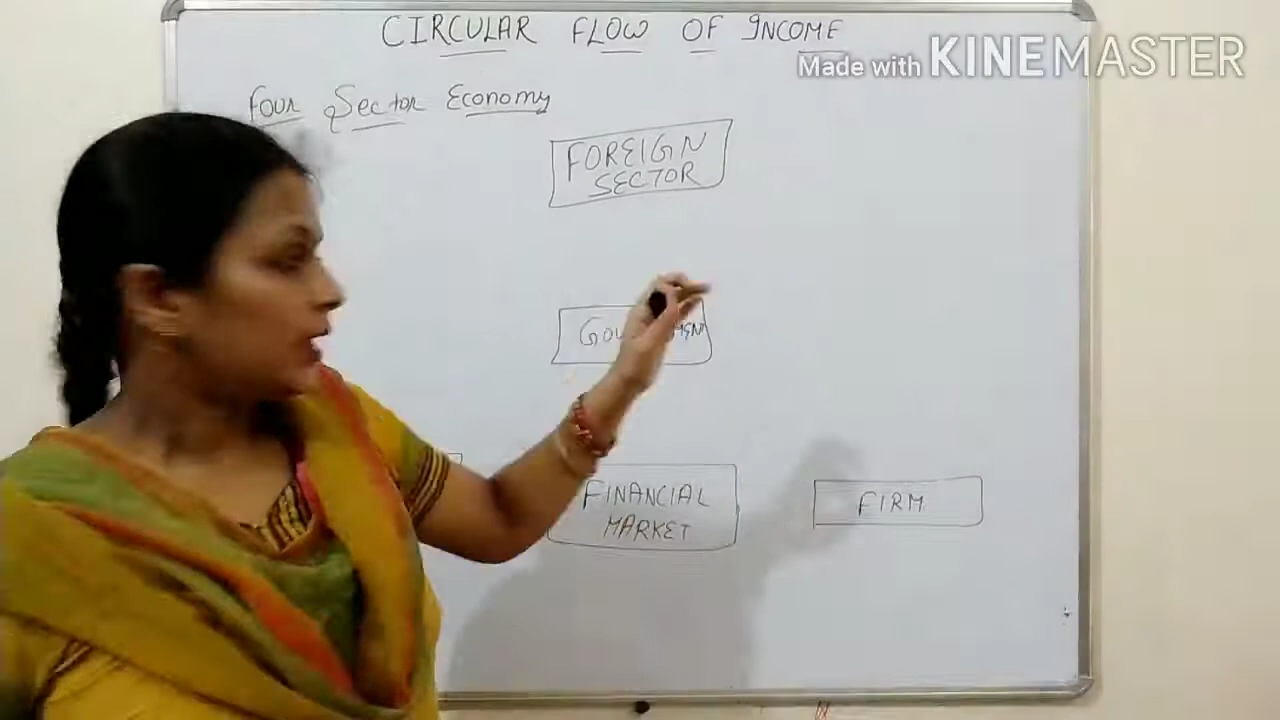 CIRCULAR FLOW OF INCOME
Made with KINEMASTER
Four Sector Economy
FOREIGN
SECTOR
FINANCIAL
MARKET
FIRM